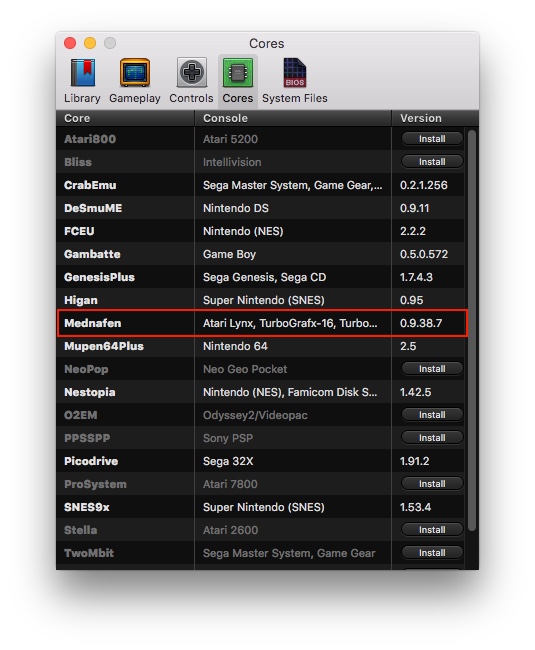 Cores
Library Gameplay Controls Cores System Files
BIOS
Core Console Version
Atari800 Atari 5200 Install
Bliss Intellivision Install
CrabEmu Sega Master System, Game Gear,... 0.2.1.256
DeSmuME Nintendo DS 0.9.11
FCEU Nintendo (NES) 2.2.2
Gambatte Game Boy 0.5.0.572
GenesisPlus Sega Genesis, Sega CD 1.7.4.3
Higan Super Nintendo (SNES) 0.95
Mednafen Atari Lynx, TurboGrafx-16, Turbo... 0.9.38.7
Mupen64Plus Nintendo 64 2.5
NeoPop Neo Geo Pocket Install
Nestopia Nintendo (NES), Famicom Disk S... 1.42.5
O2EM Odyssey2/Videopac Install
PPSSPP Sony PSP Install
Picodrive Sega 32X 1.91.2
ProSystem Atari 7800 Install
SNES9x Super Nintendo (SNES) 1.53.4
Stella Atari 2600 Install
TwoMbit Sega Master System, Game Gear Install